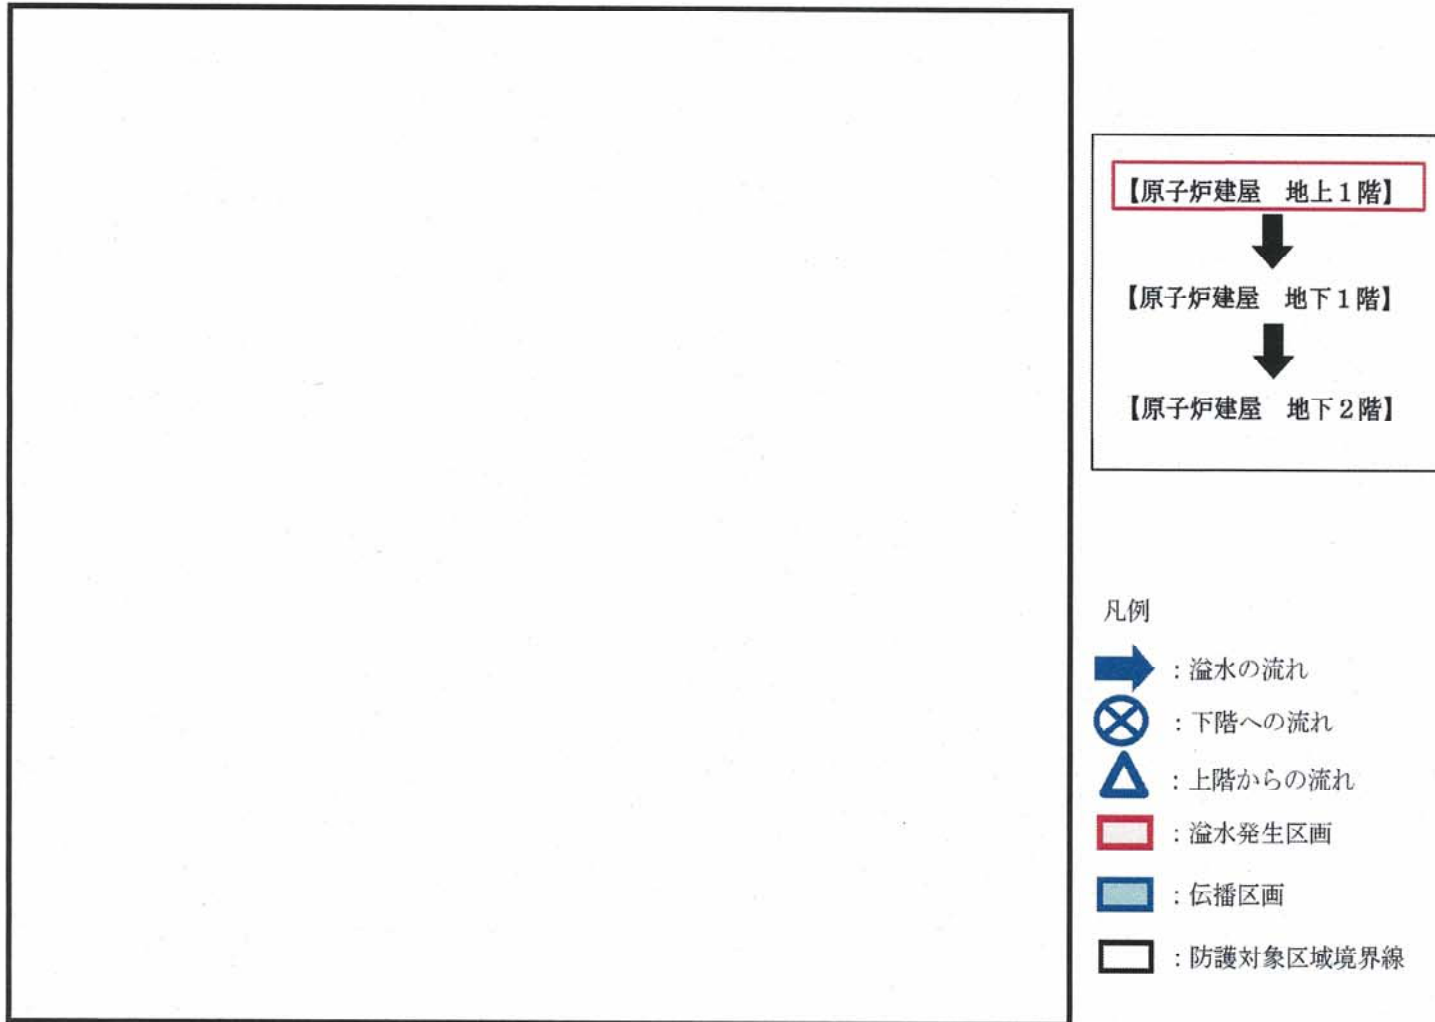 【原子炉建屋　地上1階】
【原子炉建屋　地下1階】
【原子炉建屋　地下2階】
凡例
：溢水の流れ
：下階への流れ
：上階からの流れ
：溢水発生区画
：伝播区画
：防護対象区域境界線